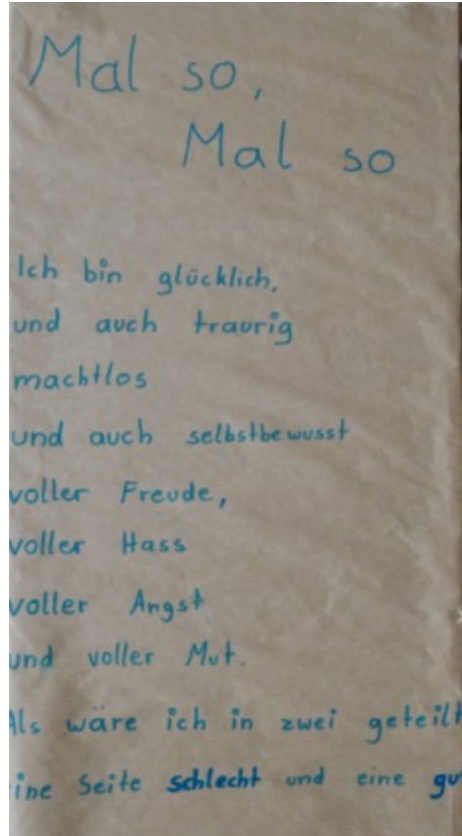 Mal so,
Mal so
Ich bin glücklich,
und auch traurig
machtlos
und auch selbstbewusst
voller Freude,
voller Hass
voller Angst
und voller Mut.
Als wäre ich in zwei geteilt
ine Seite schlecht und eine gu